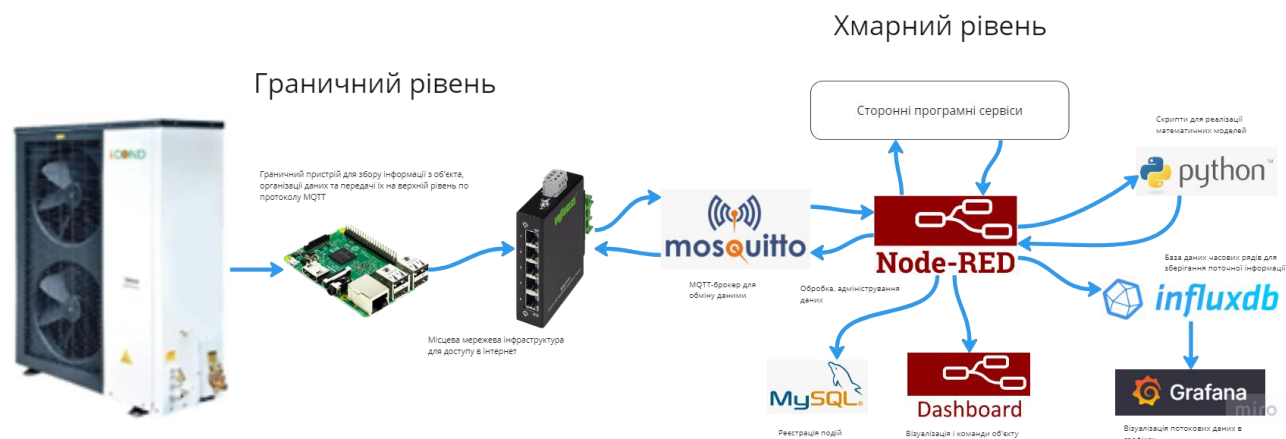 Хмарний рівень
Граничний рівень
Сторонні програмні сервіси
Скрипти для реалізації
математичних моделей
python
iCOND
Граничний пристрій для збору інформації з об'єкта,
організації даних та передачі їх на верхній рівень по
протоколу MQTT
mosquitto
Node-RED
MQTT-брокер для
обміну даними
Обробка, адміністрування
даних
База даних часових рядів для
зберігання поточної інформації
influxdb
Місцева мережева інфраструктура
для доступу в інтернет
MySQL
Dashboard
Grafana
miro
Реєстрація подій
Візуалізація і команди об'єкту
Візуалізація потокових даних в